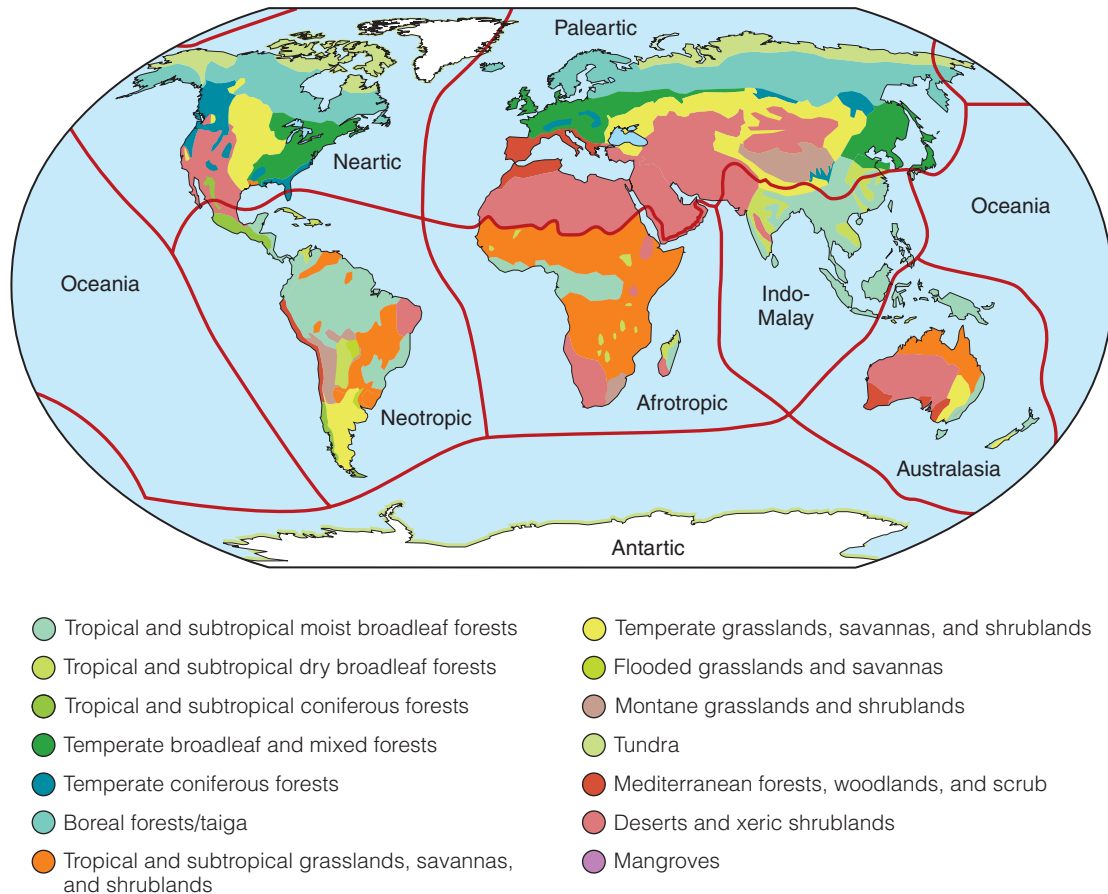 Paleartic
Neartic
Oceania
Oceania
Indo-
Malay
Neotropic
Afrotropic
Australasia
Antartic
Tropical and subtropical moist broadleaf forests
Tropical and subtropical dry broadleaf forests
Tropical and subtropical coniferous forests
Temperate broadleaf and mixed forests
Temperate coniferous forests
Boreal forests/taiga
Tropical and subtropical grasslands, savannas,
and shrublands
Temperate grasslands, savannas, and shrublands
Flooded grasslands and savannas
Montane grasslands and shrublands
Tundra
Mediterranean forests, woodlands, and scrub
Deserts and xeric shrublands
Mangroves